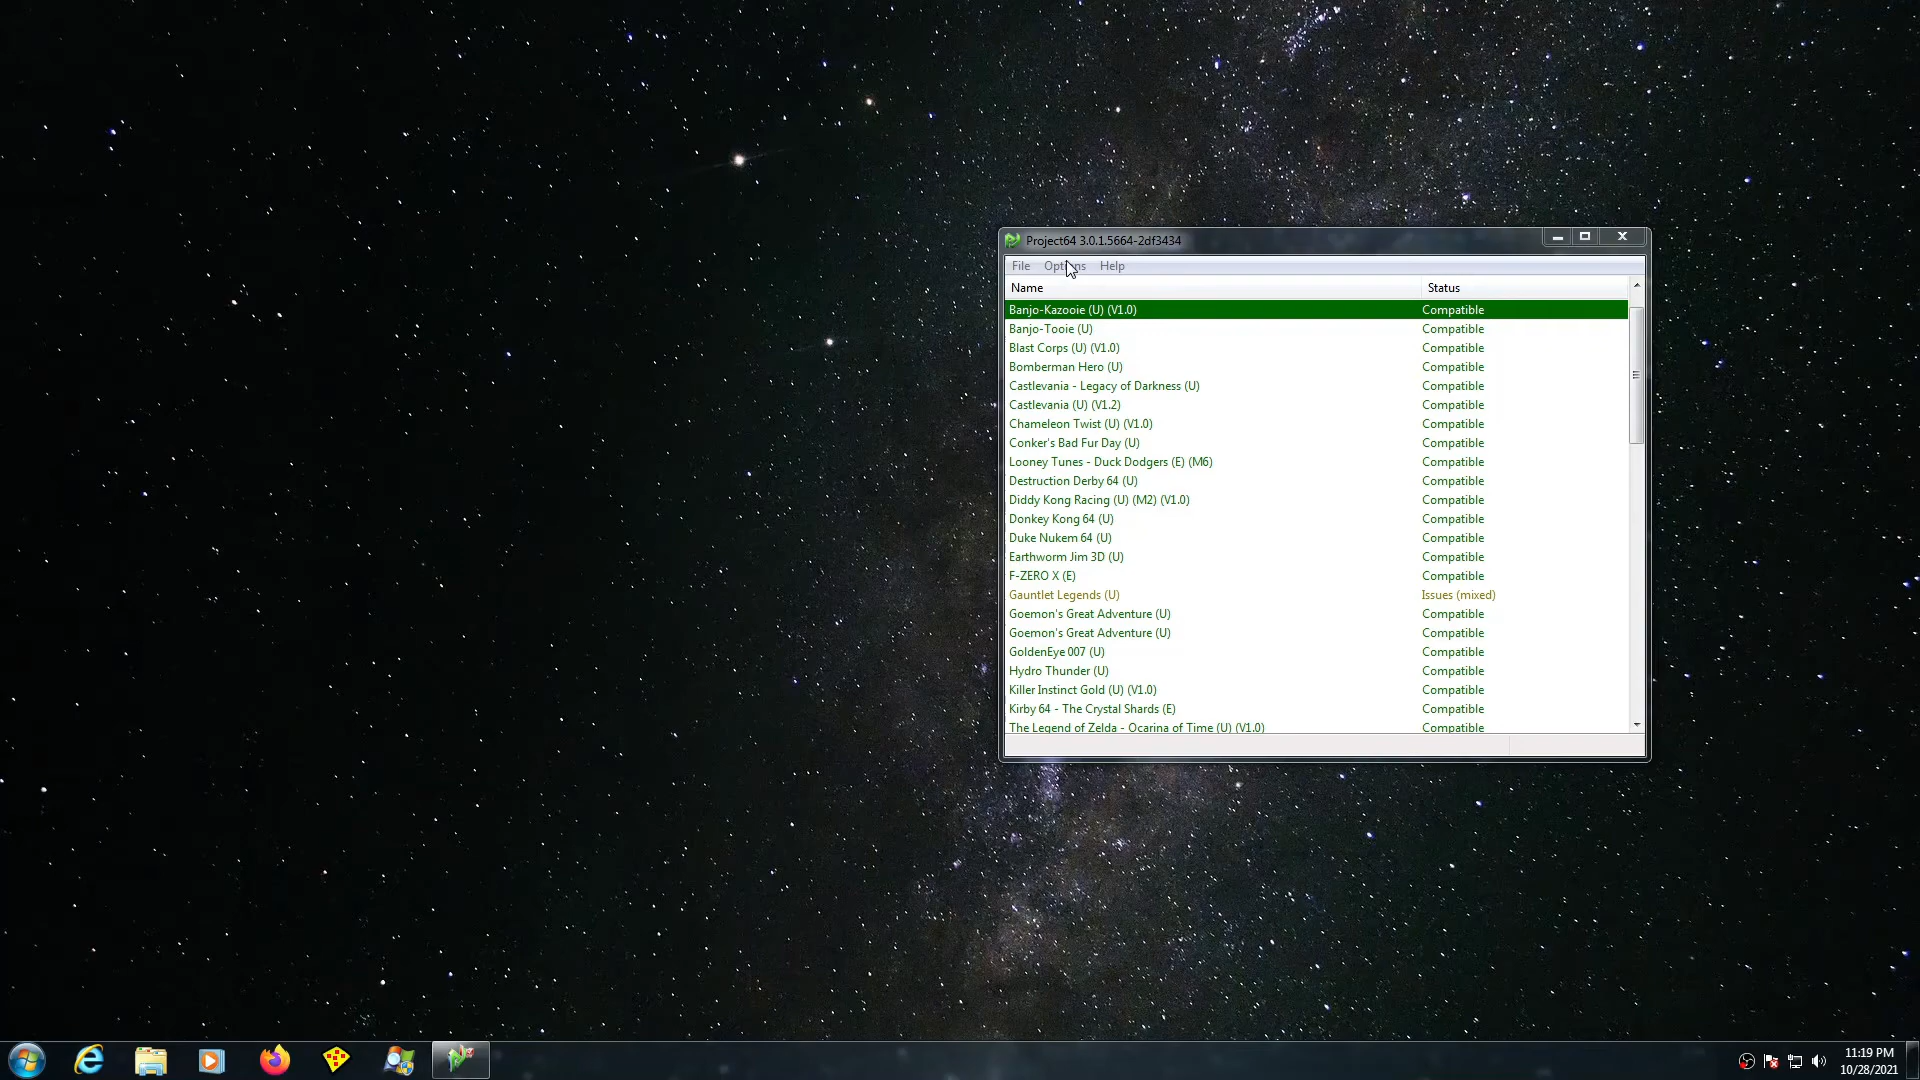 Project64 3.0.1.5664-2df3434
File Options Help
Name Status
Banjo-Kazooie (U) (V1.0) Compatible
Banjo-Tooie (U) Compatible
Blast Corps (U) (V1.0) Compatible
Bomberman Hero (U) Compatible
Castlevania - Legacy of Darkness (U) Compatible
Castlevania (U) (V1.2) Compatible
Chameleon Twist (U) (V1.0) Compatible
Conker's Bad Fur Day (U) Compatible
Looney Tunes - Duck Dodgers (E) (M6) Compatible
Destruction Derby 64 (U) Compatible
Diddy Kong Racing (U) (M2) (V1.0) Compatible
Donkey Kong 64 (U) Compatible
Duke Nukem 64 (U) Compatible
Earthworm Jim 3D (U) Compatible
F-ZERO X (E) Compatible
Gauntlet Legends (U) Issues (mixed)
Goemon's Great Adventure (U) Compatible
Goemon's Great Adventure (U) Compatible
GoldenEye 007 (U) Compatible
Hydro Thunder (U) Compatible
Killer Instinct Gold (U) (V1.0) Compatible
Kirby 64 - The Crystal Shards (E) Compatible
The Legend of Zelda - Ocarina of Time (U) (V1.0) Compatible
11:19 PM
10/28/2021